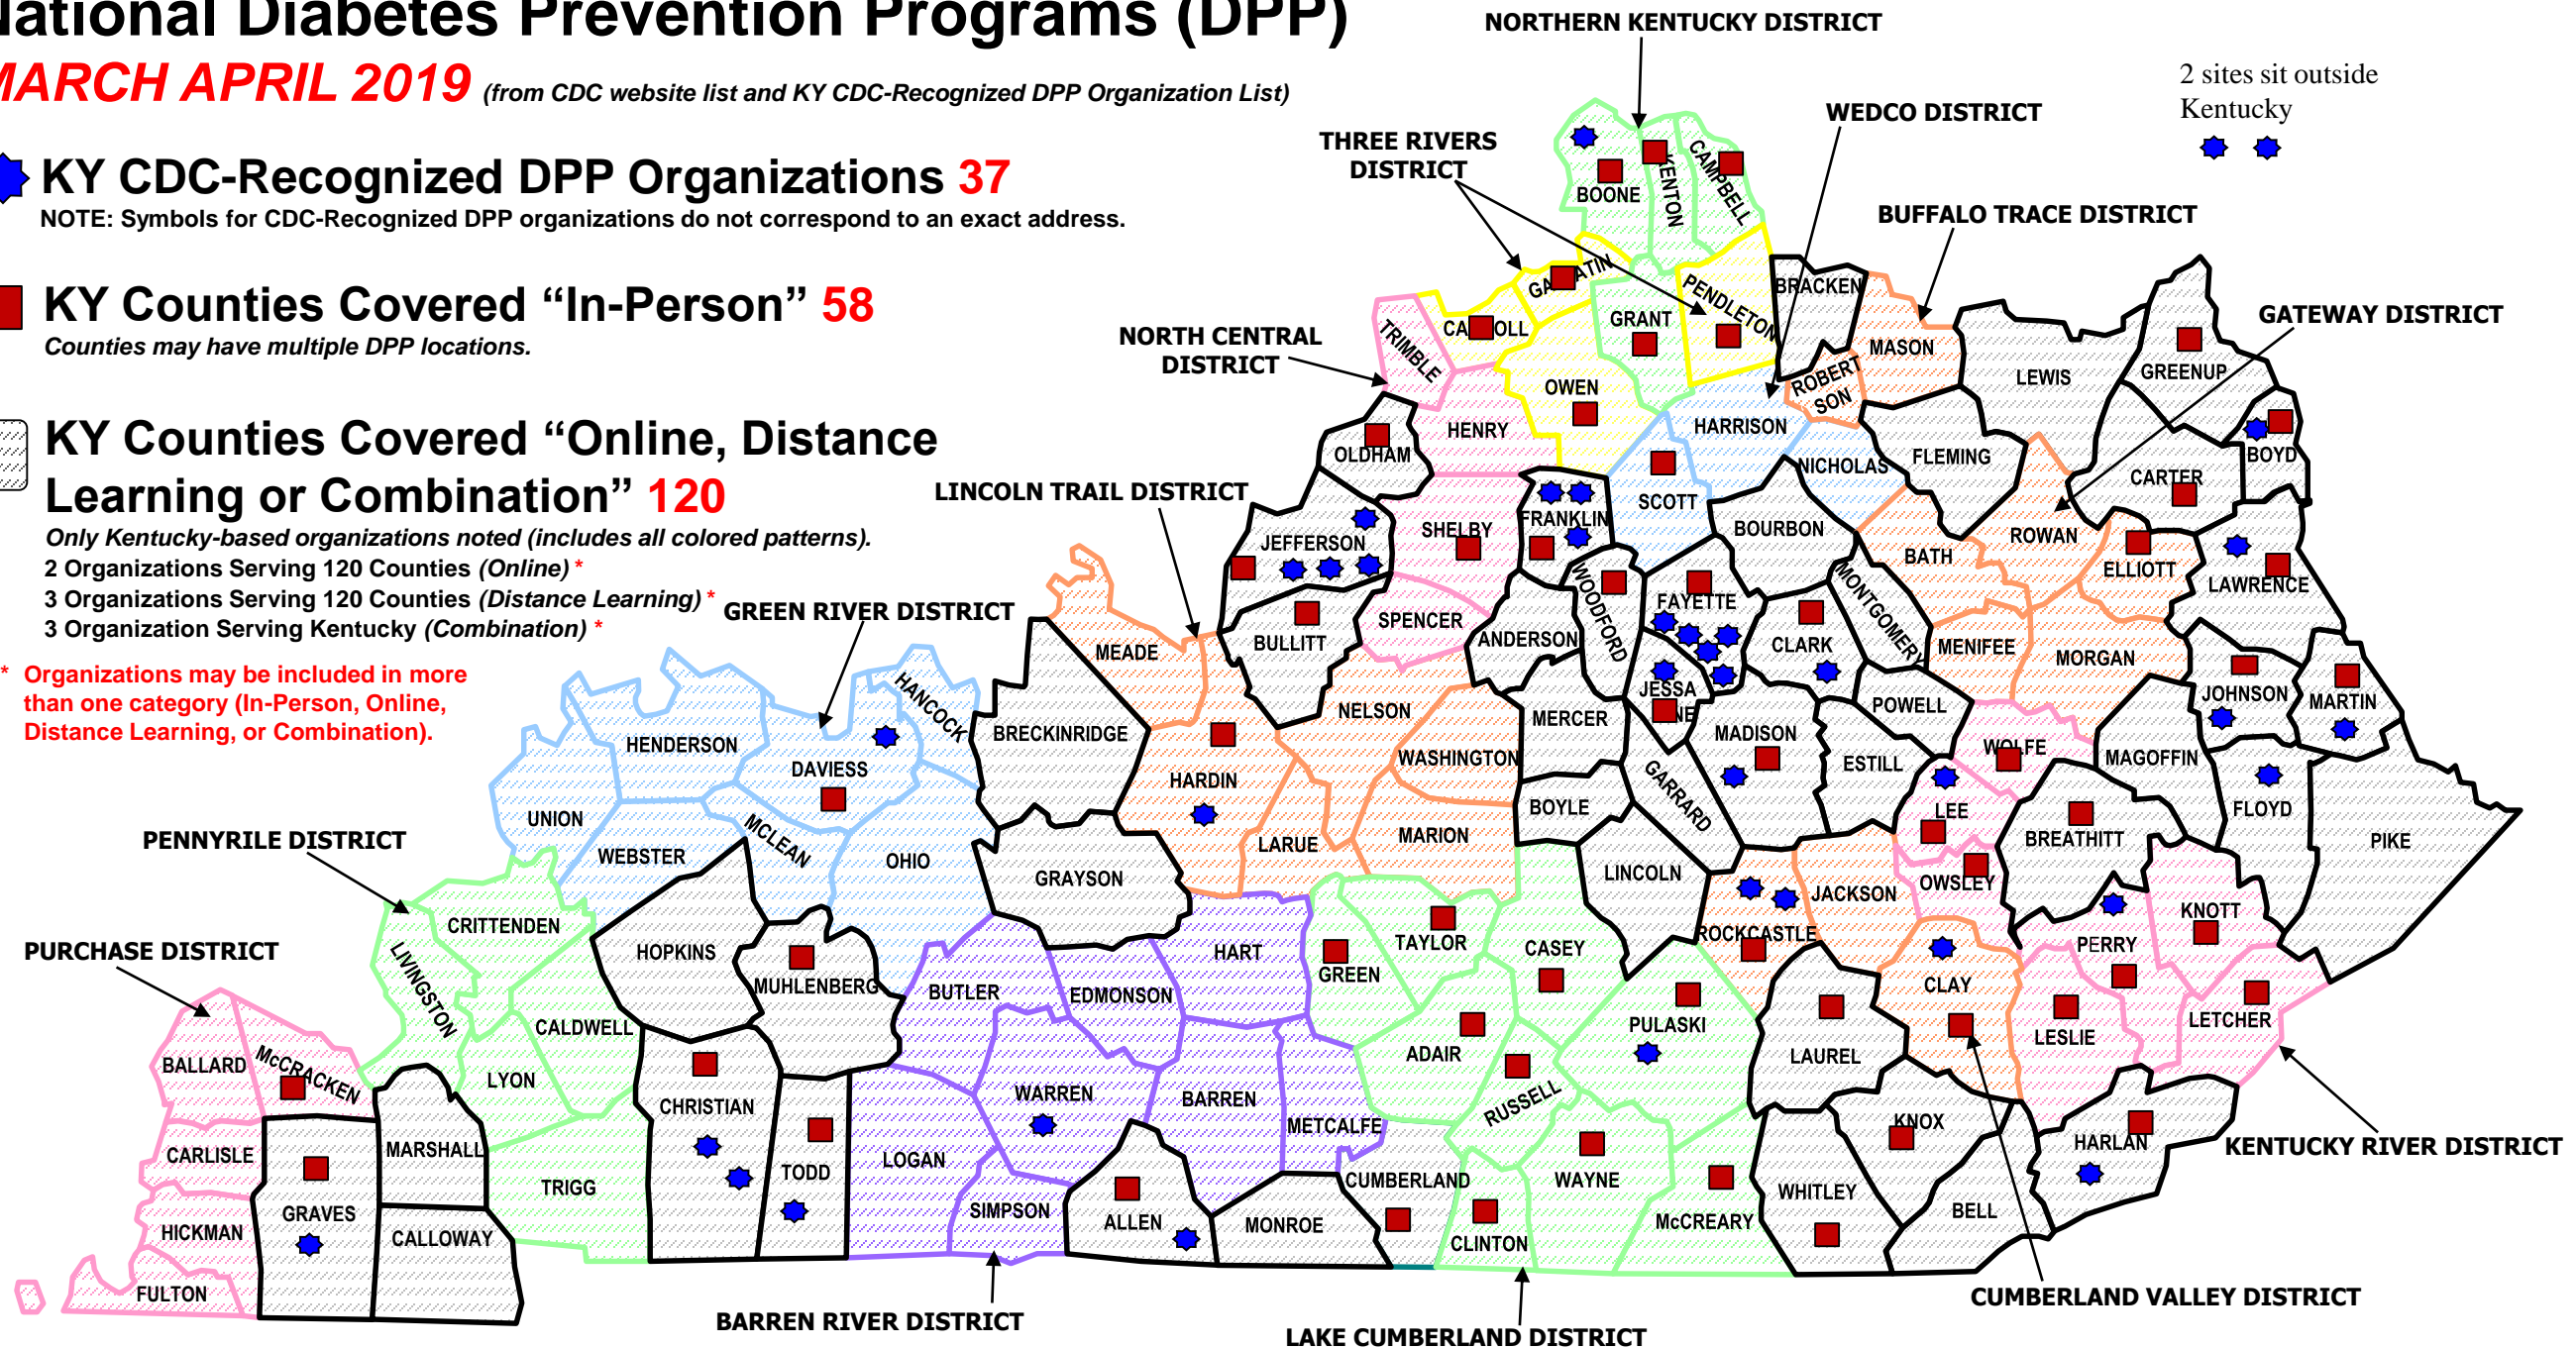 National Diabetes Prevention Programs (DPP)
MARCH APRIL 2019 (from CDC website list and KY CDC-Recognized DPP Organization List)
KY CDC-Recognized DPP Organizations 37
NOTE: Symbols for CDC-Recognized DPP organizations do not correspond to an exact address.
KY Counties Covered “In-Person” 58
Counties may have multiple DPP locations.
KY Counties Covered “Online, Distance
Learning or Combination” 120
Only Kentucky-based organizations noted (includes all colored patterns).
2 Organizations Serving 120 Counties (Online) *
3 Organizations Serving 120 Counties (Distance Learning) *
3 Organization Serving Kentucky (Combination) *
* Organizations may be included in more
than one category (In-Person, Online,
Distance Learning, or Combination).
2 sites sit outside
Kentucky
NORTHERN KENTUCKY DISTRICT
WEDCO DISTRICT
THREE RIVERS
DISTRICT
BUFFALO TRACE DISTRICT
GATEWAY DISTRICT
NORTH CENTRAL
DISTRICT
LINCOLN TRAIL DISTRICT
GREEN RIVER DISTRICT
PENNYRILE DISTRICT
PURCHASE DISTRICT
BARREN RIVER DISTRICT
LAKE CUMBERLAND DISTRICT
CUMBERLAND VALLEY DISTRICT
KENTUCKY RIVER DISTRICT
BOONE
KENTON
CAMPBELL
PENDLETON
BRACKEN
GRANT
TRIMBLE
OWEN
MASON
ROBERT
SON
LEWIS
GREENUP
HENRY
HARRISON
OLDHAM
NICHOLAS
FLEMING
CARTER
BOYD
SCOTT
FRANKLIN
SHELBY
BOURBON
JEFFERSON
ROWAN
BATH
ELLIOTT
LAWRENCE
WOODFORD
FAYETTE
MONTGOMERY
SPENCER
BULLITT
ANDERSON
CLARK
MENIFEE
MORGAN
MEADE
JESSA
NE
JOHNSON
MARTIN
HANCOCK
NELSON
MERCER
POWELL
BRECKINRIDGE
MADISON
HENDERSON
WASHINGTON
WOLFE
MAGOFFIN
DAVIESS
HARDIN
ESTILL
GARRARD
BOYLE
LEE
FLOYD
UNION
MCLEAN
MARION
BREATHITT
PIKE
LARUE
WEBSTER
OHIO
GRAYSON
LINCOLN
JACKSON
OWSLEY
KNOTT
CRITTENDEN
ROCKCASTLE
TAYLOR
CASEY
PERRY
HOPKINS
HART
GREEN
CLAY
MUHLENBERG
BUTLER
EDMONSON
LIVINGSTON
CALDWELL
PULASKI
LETCHER
LESLIE
ADAIR
LAUREL
BALLARD
McCRACKEN
LYON
WARREN
BARREN
RUSSELL
CHRISTIAN
METCALFE
KNOX
HARLAN
MARSHALL
CARLISLE
LOGAN
TODD
CUMBERLAND
WAYNE
TRIGG
WHITLEY
SIMPSON
BELL
GRAVES
ALLEN
MONROE
McCREARY
HICKMAN
CALLOWAY
CLINTON
FULTON